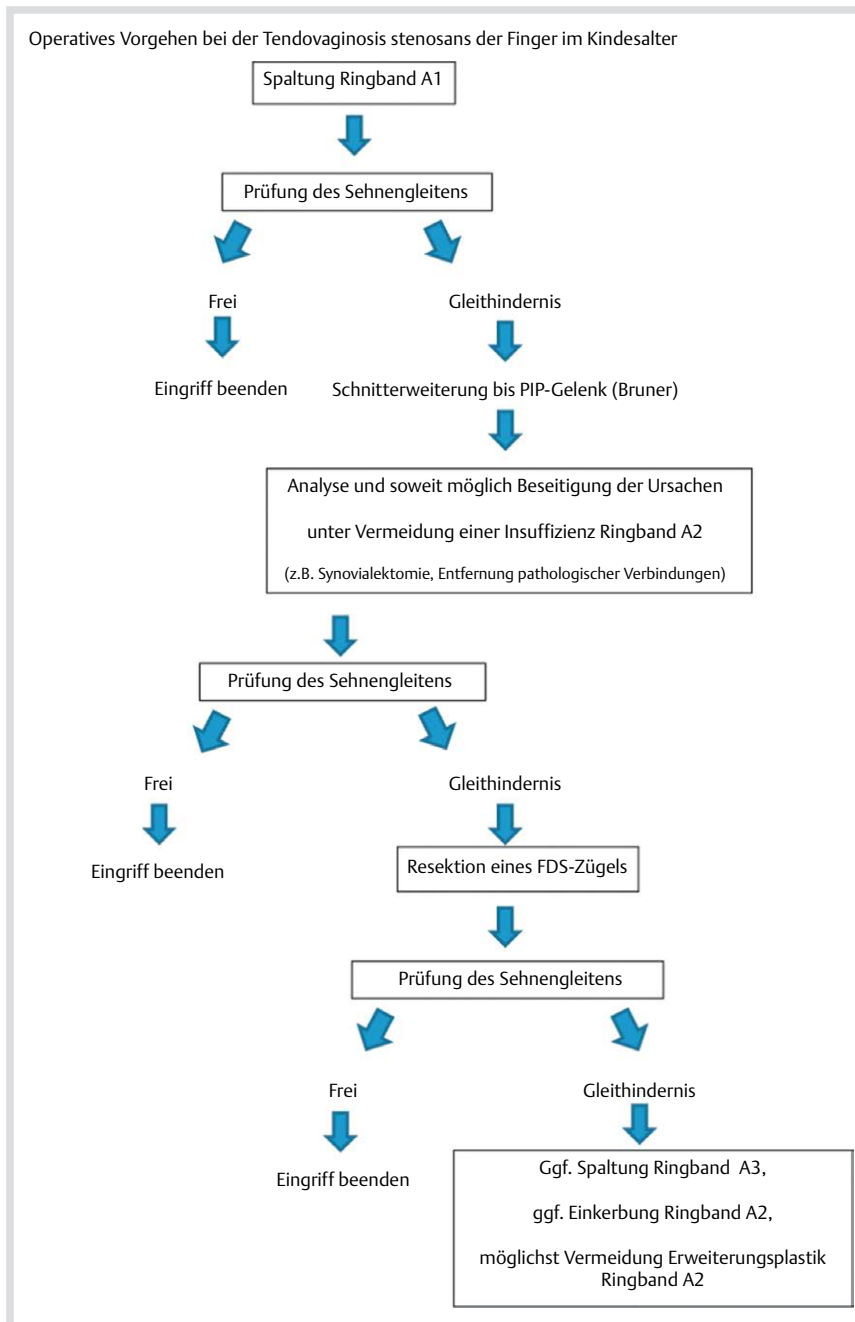 Operatives Vorgehen bei der Tendovaginosis stenosans der Finger im Kindesalter
Spaltung Ringband A1
Prüfung des Sehnengleitens
Frei
Gleithindernis
Eingriff beenden
Schnitterweiterung bis PIP-Gelenk (Bruner)
Analyse und soweit möglich Beseitigung der Ursachen
unter Vermeidung einer Insuffizienz Ringband A2
(z.B. Synovialektomie, Entfernung pathologischer Verbindungen)
Prüfung des Sehnengleitens
Frei
Gleithindernis
Eingriff beenden
Resektion eines FDS-Zügels
Prüfung des Sehnengleitens
Frei
Gleithindernis
Eingriff beenden
Ggf. Spaltung Ringband A3,
ggf. Einkerbung Ringband A2,
möglichst Vermeidung Erweiterungsplastik
Ringband A2